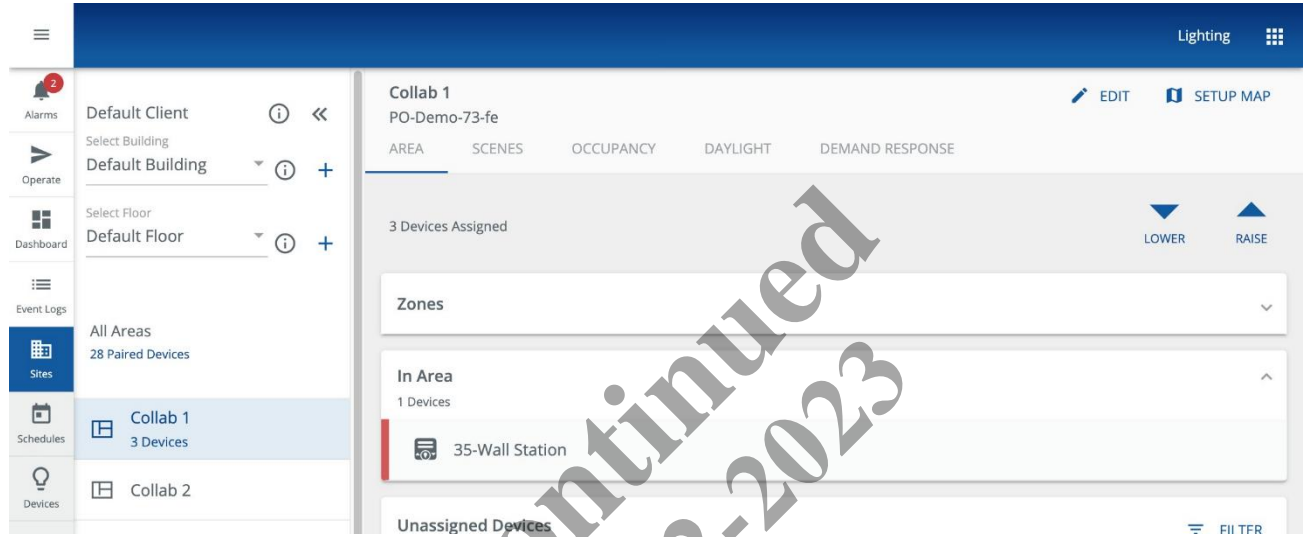 Lighting
2
Alarms
Operate
Dashboard
Event Logs
Sites
Schedules
Devices
Default Client
Select Building
Default Building
Select Floor
Default Floor
All Areas
28 Paired Devices
Collab 1
3 Devices
Collab 2
Collab 1
PO-Demo-73-fe
EDIT
SETUP MAP
AREA SCENES OCCUPANCY DAYLIGHT DEMAND RESPONSE
3 Devices Assigned
LOWER RAISE
Zones
In Area
1 Devices
35-Wall Station
Unassigned Devices
FILTER